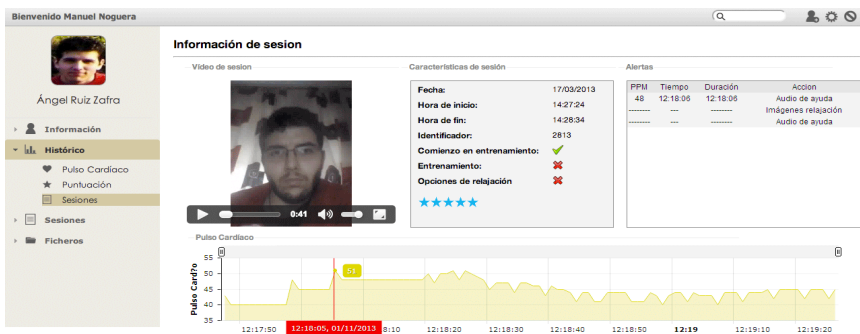 Bienvenido Manuel Noguera
Ángel Ruiz Zafra
Información
Histórico
Pulso Cardíaco
Puntuación
Sesiones
Sesiones
Ficheros
Información de sesion
Vídeo de sesion
0:41
Características de sesión
Fecha: 17/03/2013
Hora de inicio: 14:27:24
Hora de fin: 14:28:34
Identificador: 2813
Comienzo en entrenamiento:
Entrenamiento:
Opciones de relajación
Alertas
PPM Tiempo Duración Accion
48 12:18:06 12:18:06 Audio de ayuda
-------- --- -------- Imágenes relajación
-------- --- -------- Audio de ayuda
Pulso Cardíaco
Pulso Card?o
55
50
45
40
35
51
12:17:50 12:18:05, 01/11/2013 8:10 12:18:20 12:18:30 12:18:40 12:18:50 12:19 12:19:10 12:19:20